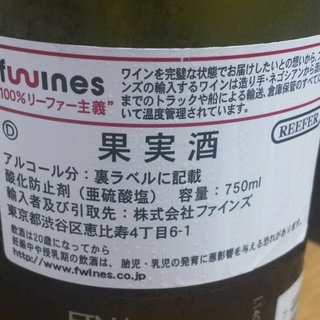 fwines
100%リーファー主義"
ワインを完璧な状態でお届けしたいとの想いから、フ
ンズの輸入するワインは造り手・ネゴシアンから
までトラックや船による輸送、倉庫保管のすべて
いて温度管理されています。
REEFER
D
果実酒
アルコール分：裏ラベルに記載
酸化防止剤（亜硫酸塩） 容量：750ml
輸入者及び引取先：株式会社ファインズ
東京都渋谷区恵比寿4丁目6-1
飲酒は20歳になってから
妊娠中や授乳期の飲酒は、胎児・乳児の発育に悪影響を与える恐れ
http://www.fwines.co.jp